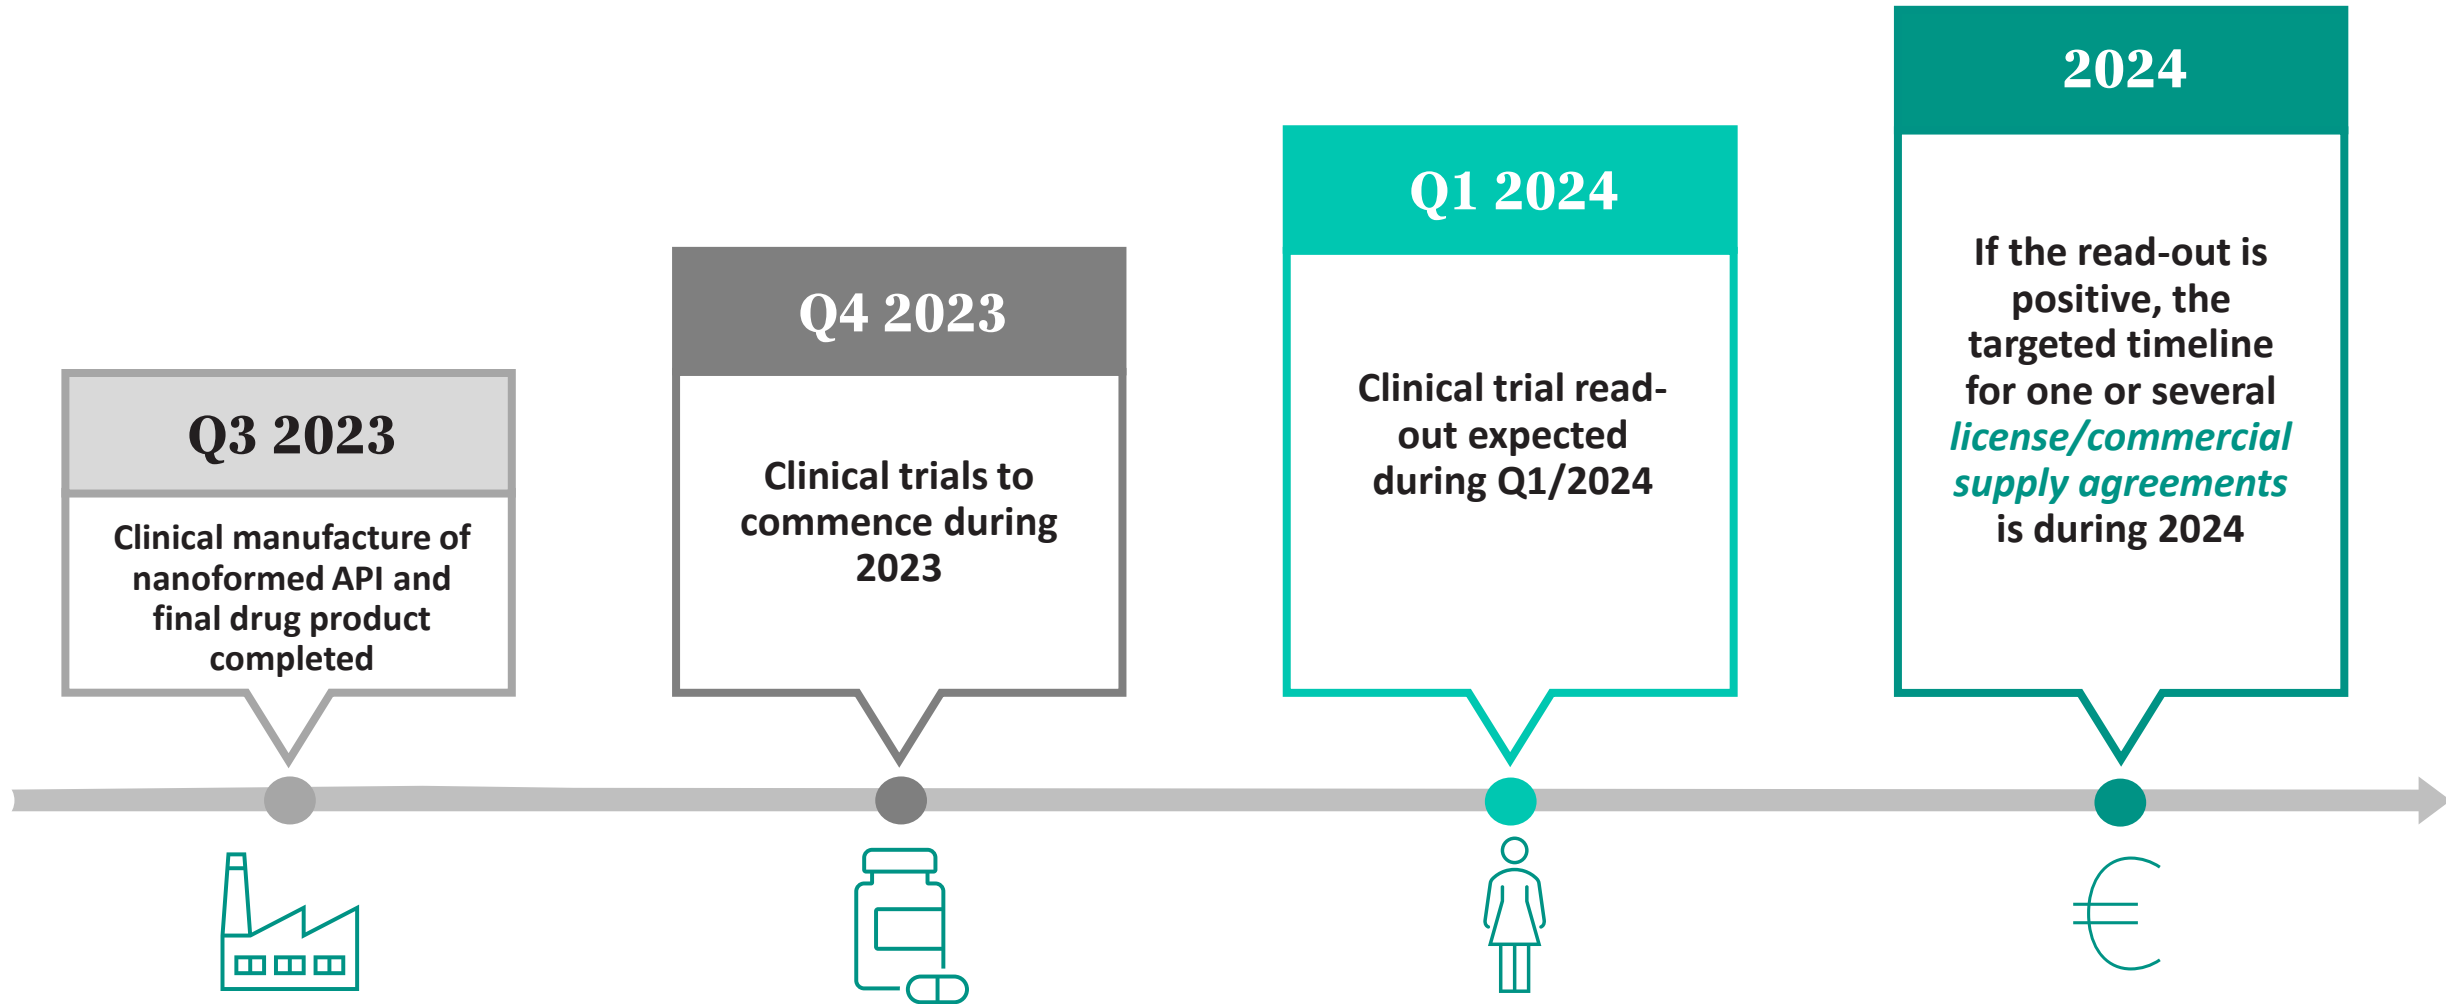 Q3 2023
Clinical manufacture of
nanoformed API and
final drug product
completed
Q4 2023
Clinical trials to
commence during
2023
Q1 2024
Clinical trial read-
out expected
during Q1/2024
2024
If the read-out is
positive, the
targeted timeline
for one or several
license/commercial
supply agreements
is during 2024